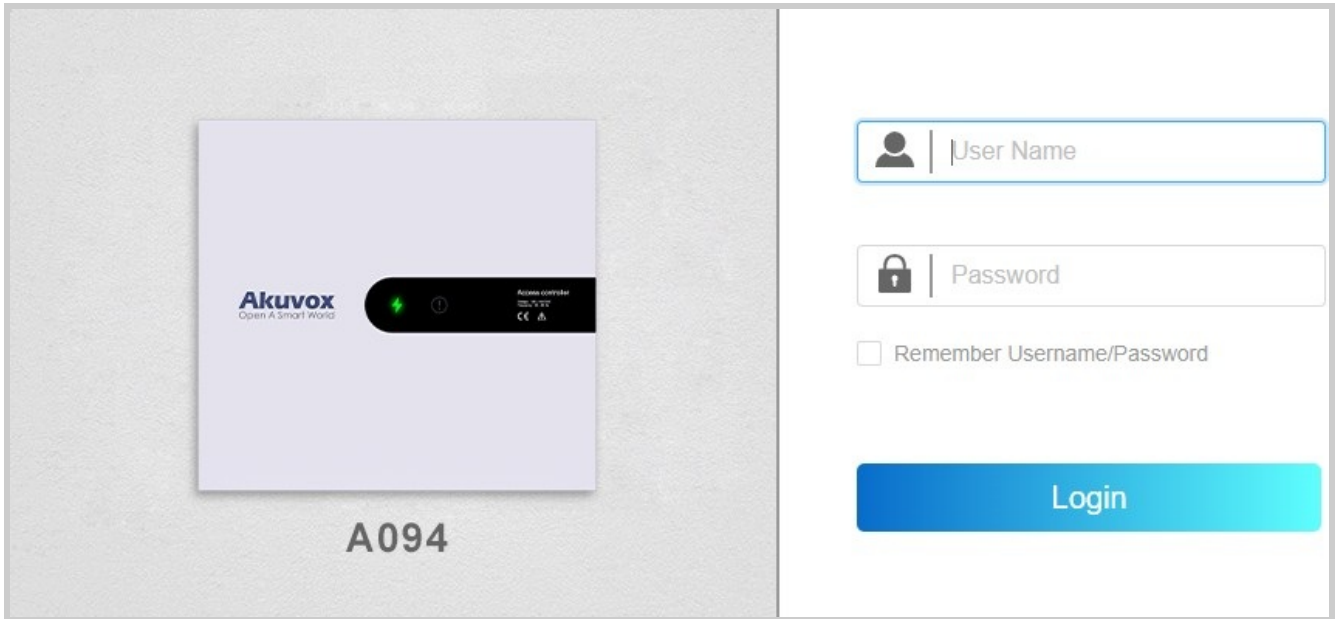 Akuvox
Open A Smart World
Access controller
CE
A094
User Name
Password
Remember Username/Password
Login